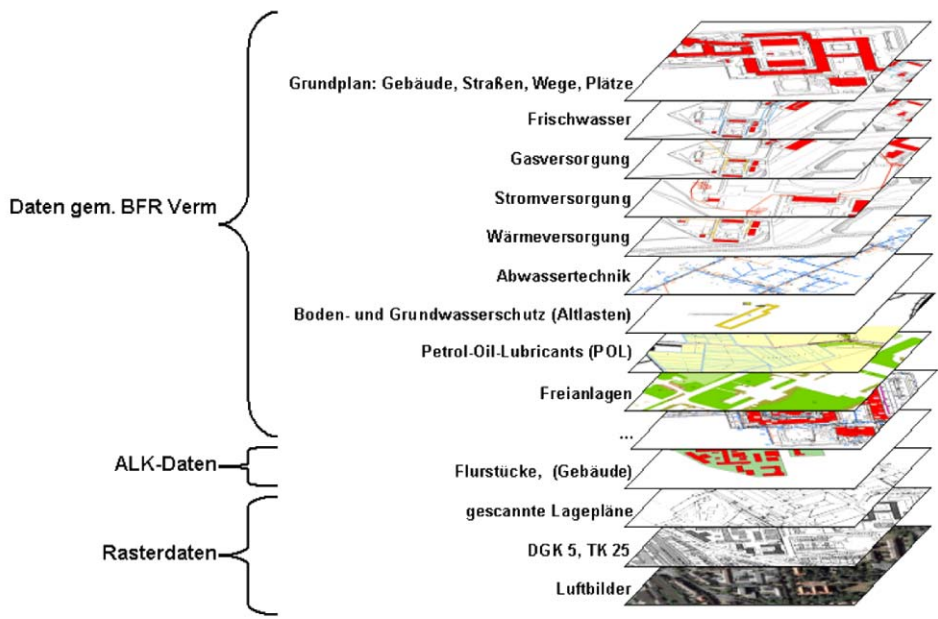 Daten gem. BFR Verm
Grundplan: Gebäude, Straßen, Wege, Plätze
Frischwasser
Gasversorgung
Stromversorgung
Wärmeversorgung
Abwassertechnik
Boden- und Grundwasserschutz (Altlasten)
Petrol-Oil-Lubricants (POL)
Freianlagen
...
ALK-Daten
Flurstücke, (Gebäude)
Rasterdaten
gescannte Lagepläne
DGK 5, TK 25
Luftbilder